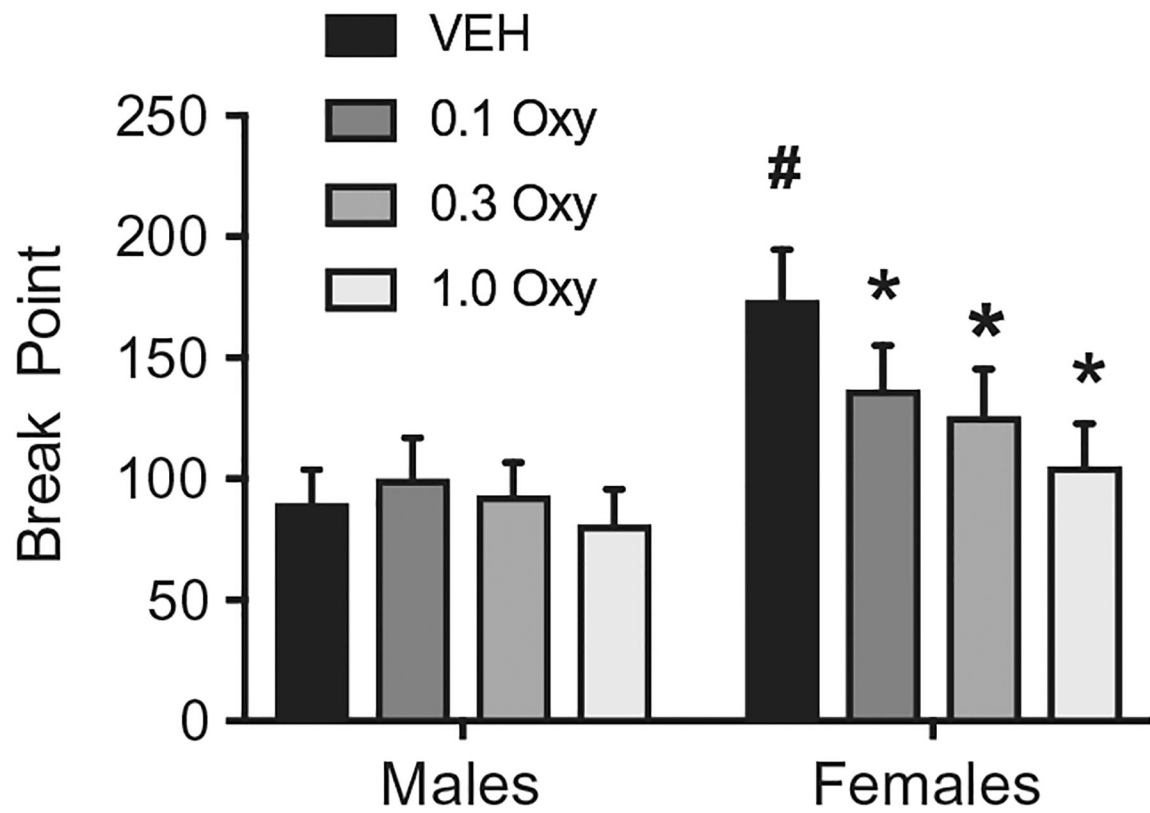 VEH
0.1 Oxy
0.3 Oxy
1.0 Oxy
250
200
150
100
50
0
Break Point
#
*
*
*
Males
Females